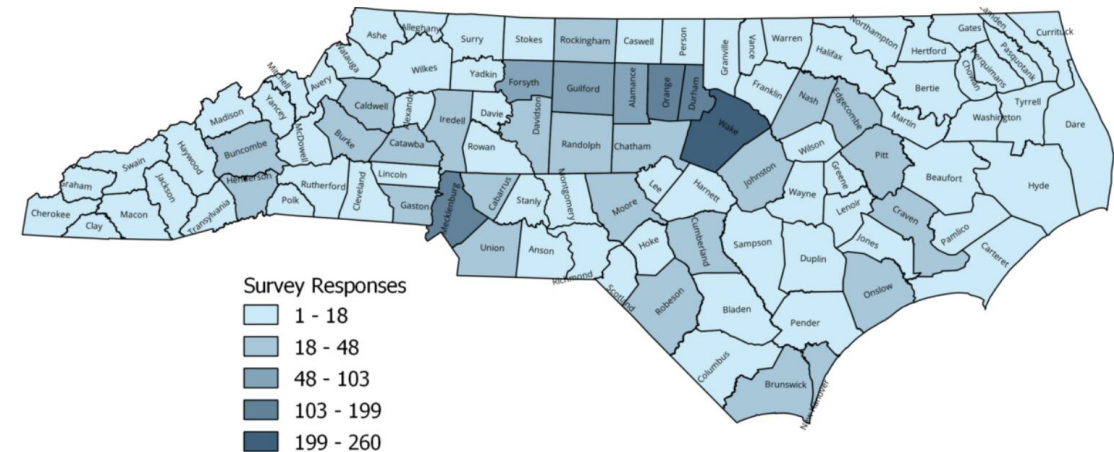 Ashe
Alleghany
Surry
Stokes
Rockingham
Caswell
Person
Granville
Vance
Warren
Northampton
Halifax
Hertford
Gates
Camden
Currituck
Pasquotank
Perquimans
Chowan
Bertie
Watauga
Wilkes
Yadkin
Forsyth
Guilford
Alamance
Orange
Durham
Franklin
Nash
Edgecombe
Martin
Washington
Tyrrell
Dare
Mitchell
Avery
Caldwell
Alexander
Iredell
Davie
Davidson
Randolph
Chatham
Wake
Wilson
Pitt
Beaufort
Hyde
Madison
Yancey
McDowell
Burke
Catawba
Rowan
Johnston
Greene
Swain
Haywood
Buncombe
Graham
Jackson
Henderson
Rutherford
Cleveland
Lincoln
Gaston
Mecklenburg
Cabarrus
Stanly
Montgomery
Moore
Lee
Harnett
Wayne
Lenoir
Craven
Pamlico
Cherokee
Clay
Macon
Transylvania
Polk
Union
Anson
Richmond
Hoke
Cumberland
Sampson
Duplin
Jones
Carteret
Scotland
Robeson
Bladen
Onslow
Pender
Columbus
Brunswick
New Hanover
Survey Responses
1 - 18
18 - 48
48 - 103
103 - 199
199 - 260